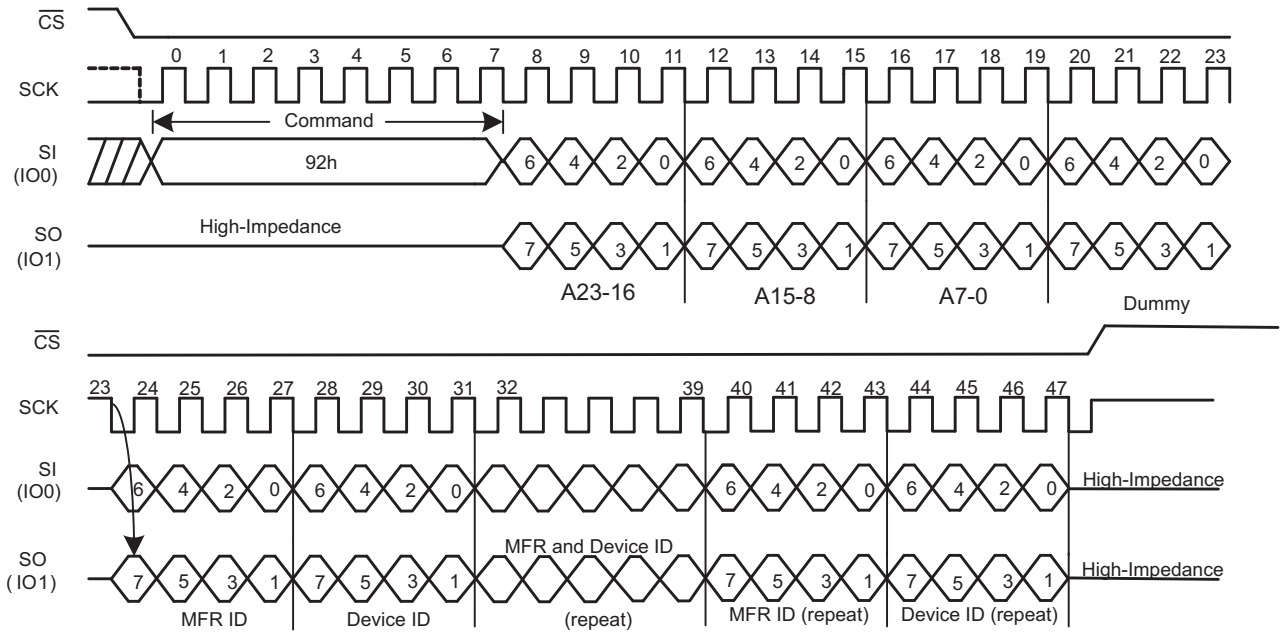 CS
0 1 2 3 4 5 6 7 8 9 10 11 12 13 14 15 16 17 18 19 20 21 22 23
SCK
Command
SI
(IO0)
92h 6 4 2 0 6 4 2 0 6 4 2 0 6 4 2 0
SO
(IO1)
High-Impedance
7 5 3 1 7 5 3 1 7 5 3 1 7 5 3 1
A23-16 A15-8 A7-0
Dummy
CS
23 24 25 26 27 28 29 30 31 32 39 40 41 42 43 44 45 46 47
SCK
SI
(IO0)
6 4 2 0 6 4 2 0 6 4 2 0 6 4 2 0 High-Impedance
MFR and Device ID
SO
(IO1)
7 5 3 1 7 5 3 1 7 5 3 1 7 5 3 1 High-Impedance
MFR ID Device ID (repeat) MFR ID (repeat) Device ID (repeat)